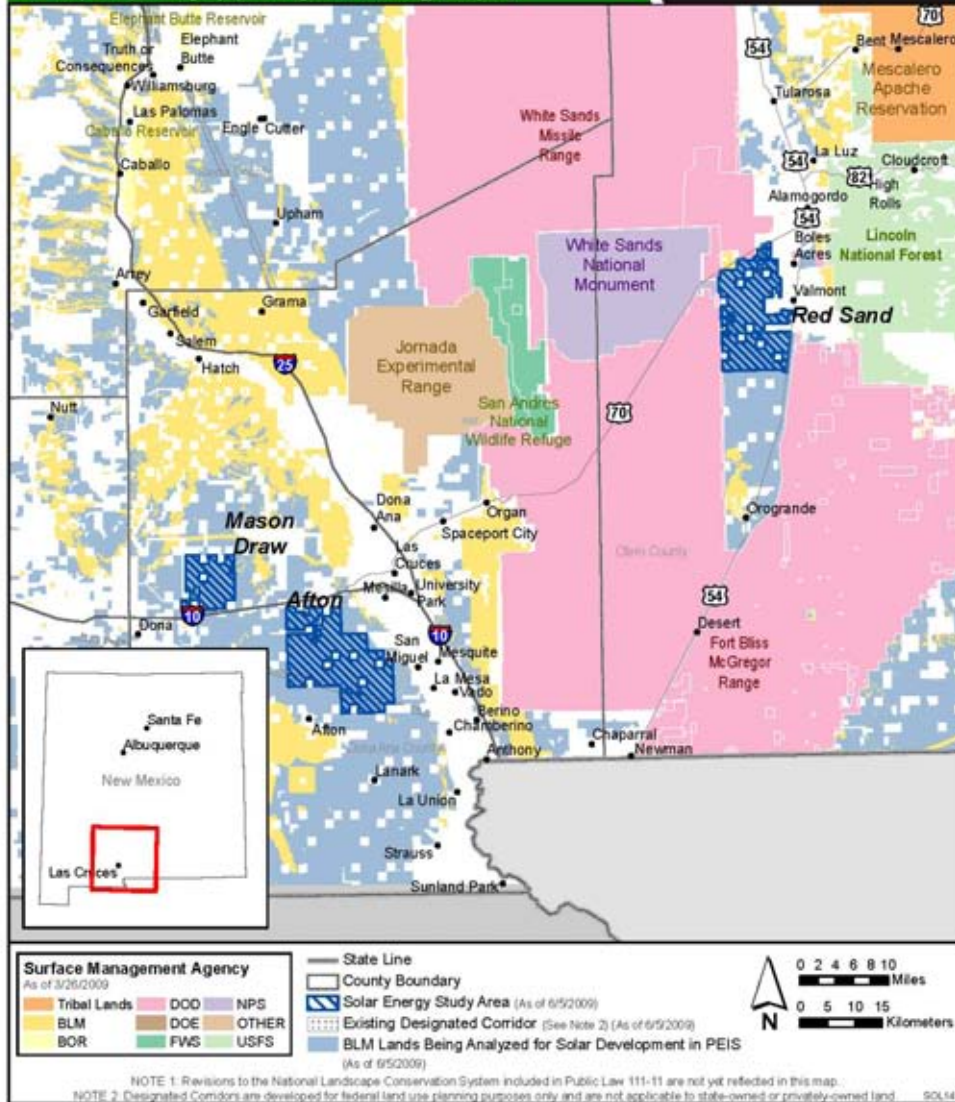 Elephant Butte Reservoir
Truth or
Consequences
Elephant
Butte
Williamsburg
Las Palomas
Caballo Reservoir
Engle Cutter
Caballo
Upham
Arrey
Garfield
Grama
Salem
Hatch
25
Nutt
White Sands
Missile
Range
White Sands
National
Monument
Jornada
Experimental
Range
San Andres
National
Wildlife Refuge
70
54
Bent
Mescalero
70
Mescalero
Apache
Reservation
Tularosa
La Luz
54
82
Cloudcroft
High
Rolls
Alamogordo
54
Boles
Acres
Lincoln
National Forest
Valmont
Red Sand
Orogrande
Otero County
54
Desert
Fort Bliss
McGregor
Range
Dona
Ana
Organ
Spaceport City
Las
Cruces
Mesilla
University
Park
Mason
Draw
Afton
10
Dona
10
San
Miguel
Mesquite
La Mesa
Vado
Berino
Chamberino
Afton
Dona Ana County
Anthony
Chaparral
Newman
Lanark
La Union
Strauss
Sunland Park
Santa Fe
Albuquerque
New Mexico
Las Cruces
Surface Management Agency
As of 3/26/2009
Tribal Lands
DOD
NPS
BLM
DOE
OTHER
BOR
FWS
USFS
State Line
County Boundary
Solar Energy Study Area (As of 6/5/2009)
Existing Designated Corridor (See Note 2) (As of 6/5/2009)
BLM Lands Being Analyzed for Solar Development in PEIS
(As of 6/5/2009)
N
0 2 4 6 8 10
Miles
0 5 10 15
Kilometers
NOTE 1: Revisions to the National Landscape Conservation System included in Public Law 111-11 are not yet reflected in this map.
NOTE 2: Designated Corridors are developed for federal land use planning purposes only and are not applicable to state-owned or privately-owned land.